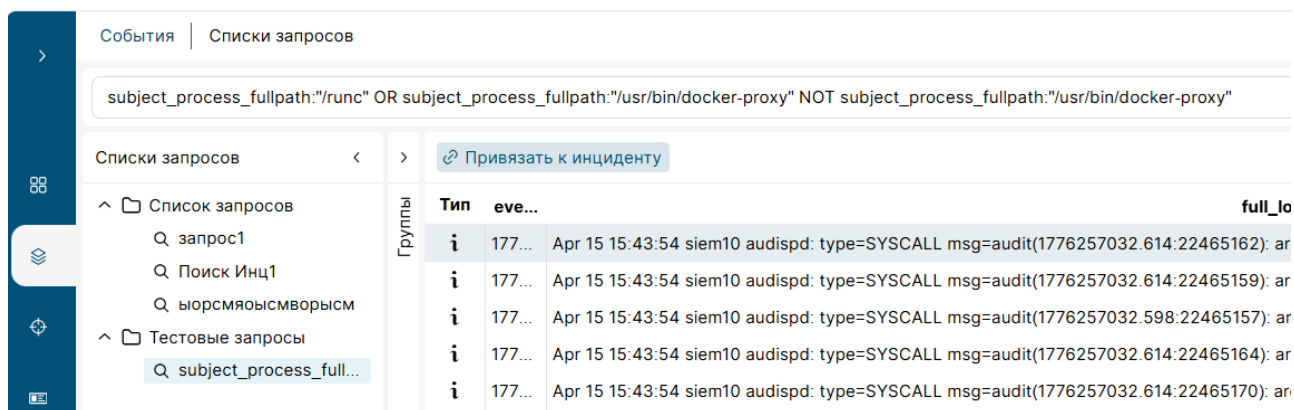 События Списки запросов
subject_process_fullpath:"/runc" OR subject_process_fullpath:"/usr/bin/docker-proxy" NOT subject_process_fullpath:"/usr/bin/docker-proxy"
Списки запросов
Список запросов
запрос1
Поиск Инц1
ыорсмяоысмворысм
Тестовые запросы
subject_process_full...
Группы
Привязать к инциденту
Тип eve... full_lo
177... Apr 15 15:43:54 siem10 audispd: type=SYSCALL msg=audit(1776257032.614:22465162): ar
177... Apr 15 15:43:54 siem10 audispd: type=SYSCALL msg=audit(1776257032.614:22465159): ar
177... Apr 15 15:43:54 siem10 audispd: type=SYSCALL msg=audit(1776257032.598:22465157): ar
177... Apr 15 15:43:54 siem10 audispd: type=SYSCALL msg=audit(1776257032.614:22465164): ar
177... Apr 15 15:43:54 siem10 audispd: type=SYSCALL msg=audit(1776257032.614:22465170): ar